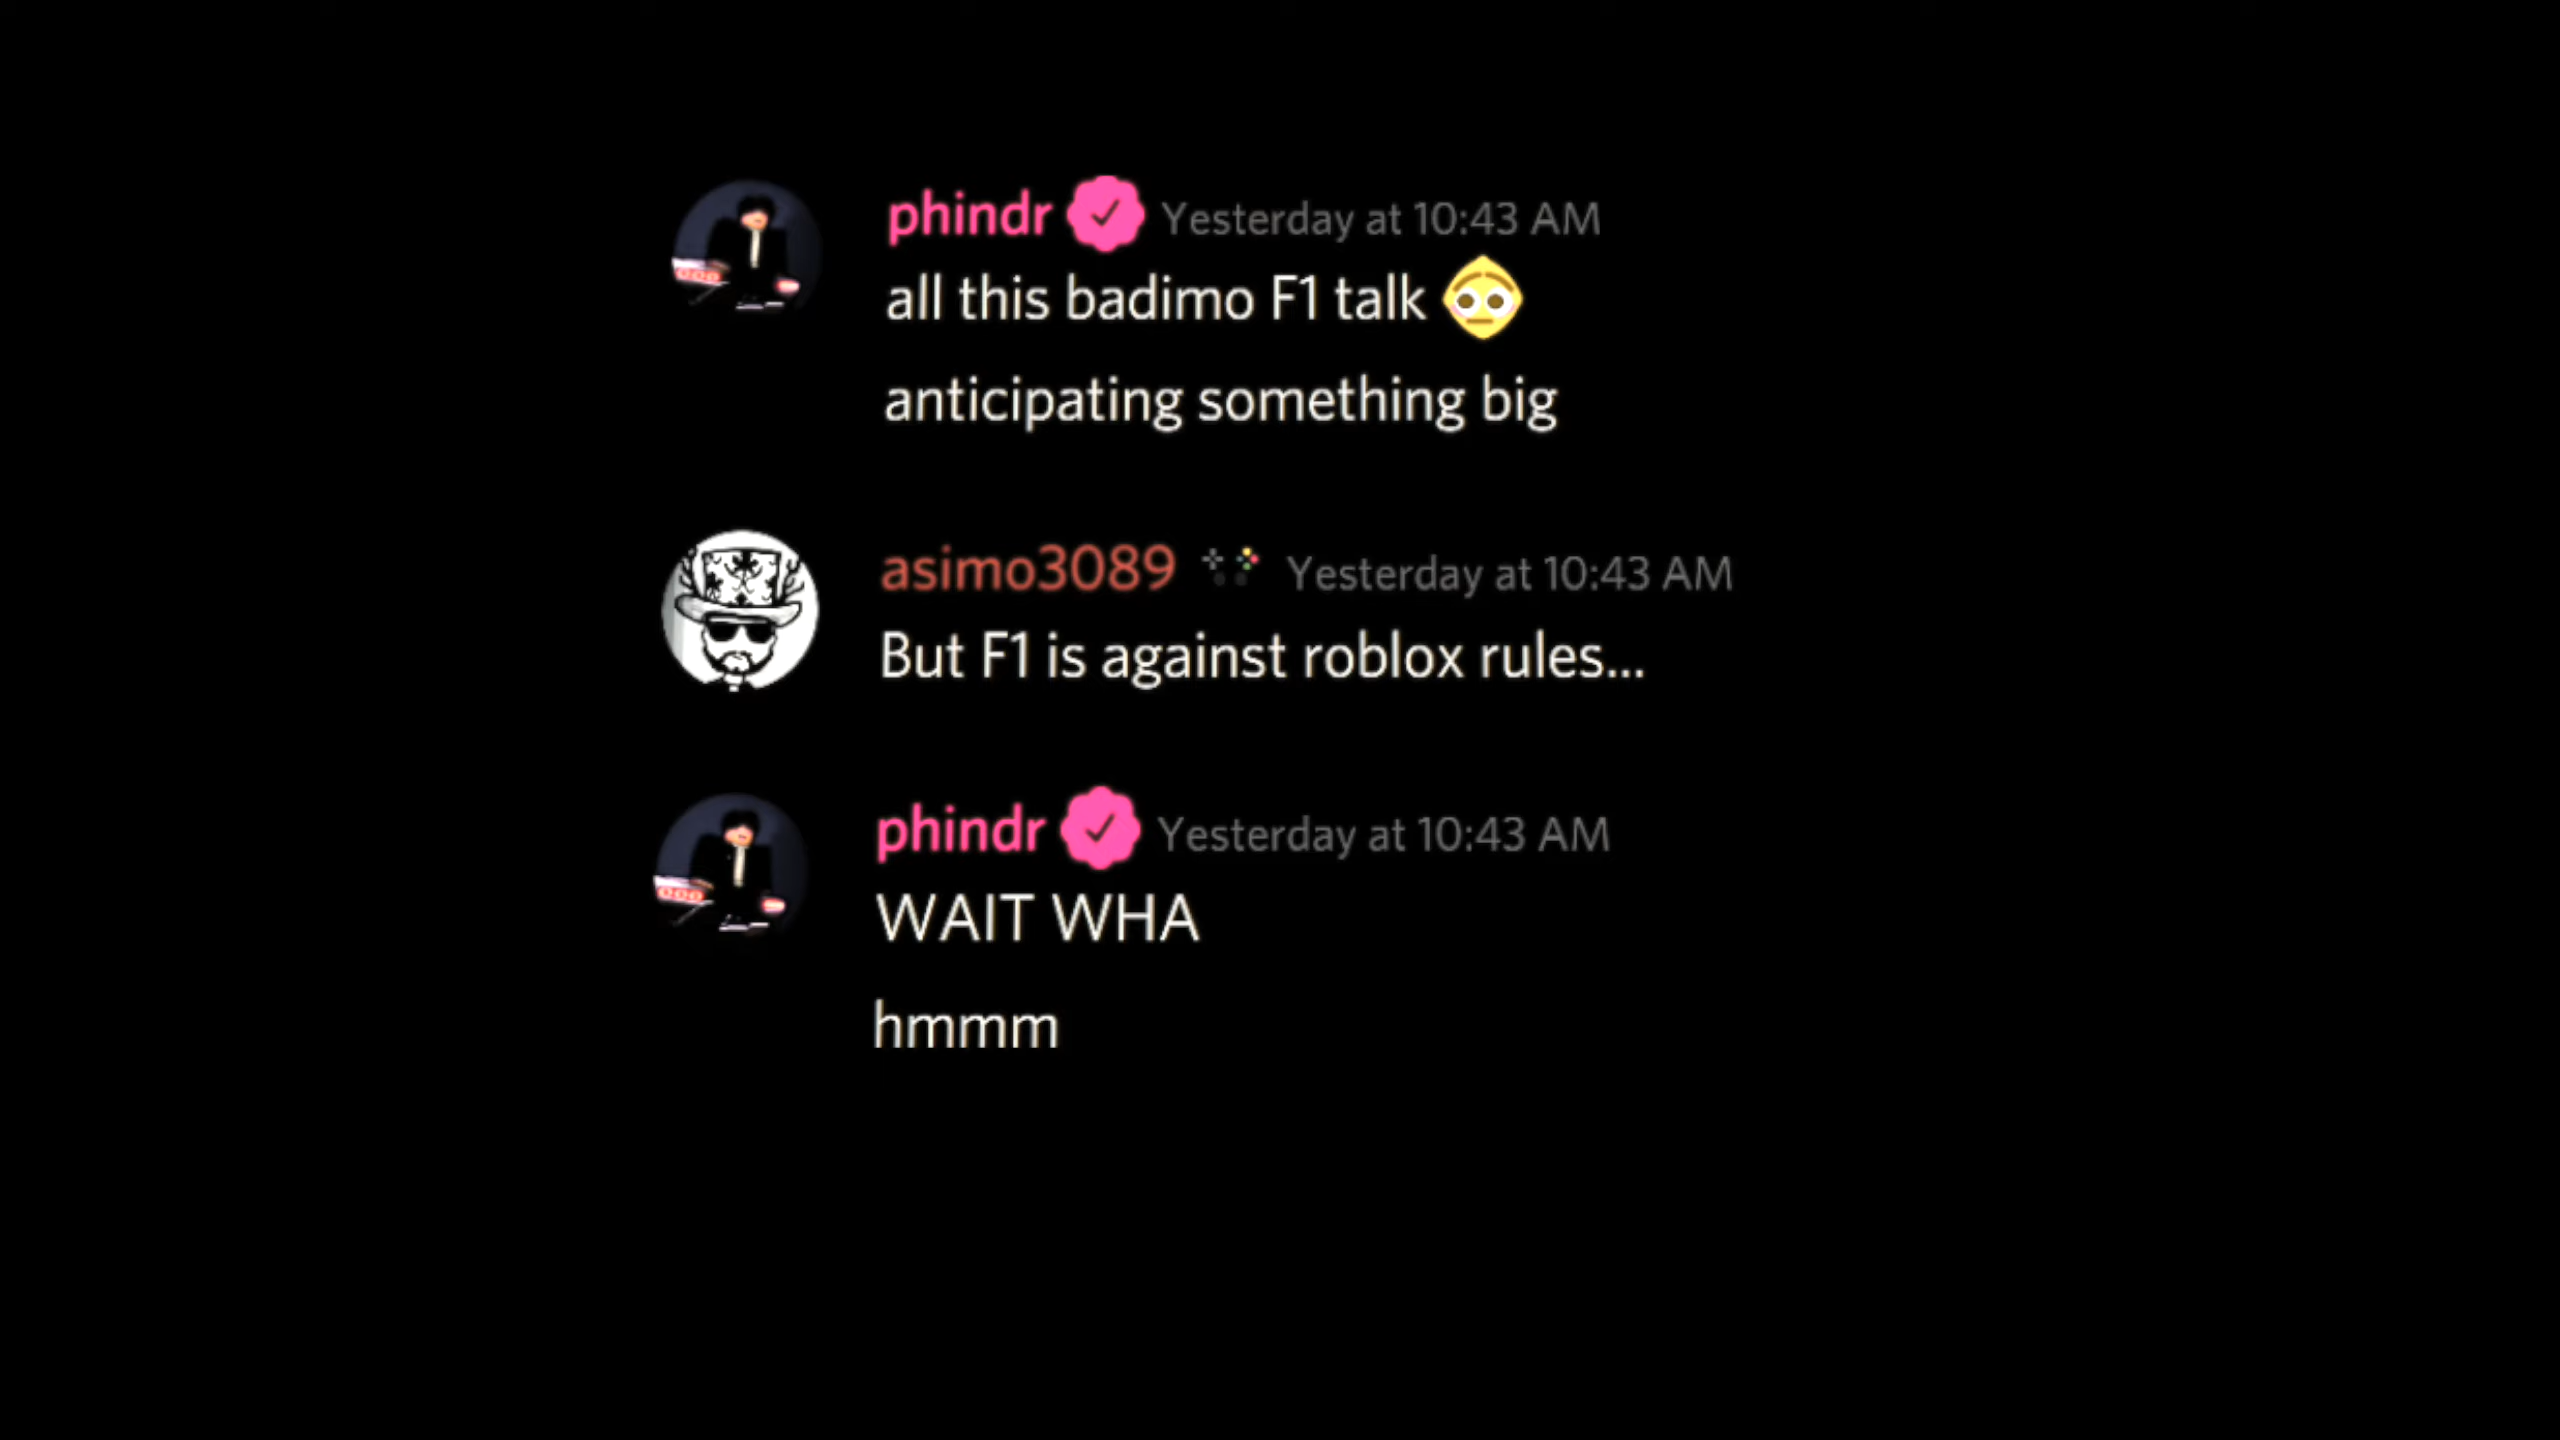 phindr Yesterday at 10:43 AM
all this badimo F1 talk
anticipating something big
asimo3089 Yesterday at 10:43 AM
But F1 is against roblox rules...
phindr Yesterday at 10:43 AM
WAIT WHA
hmmm